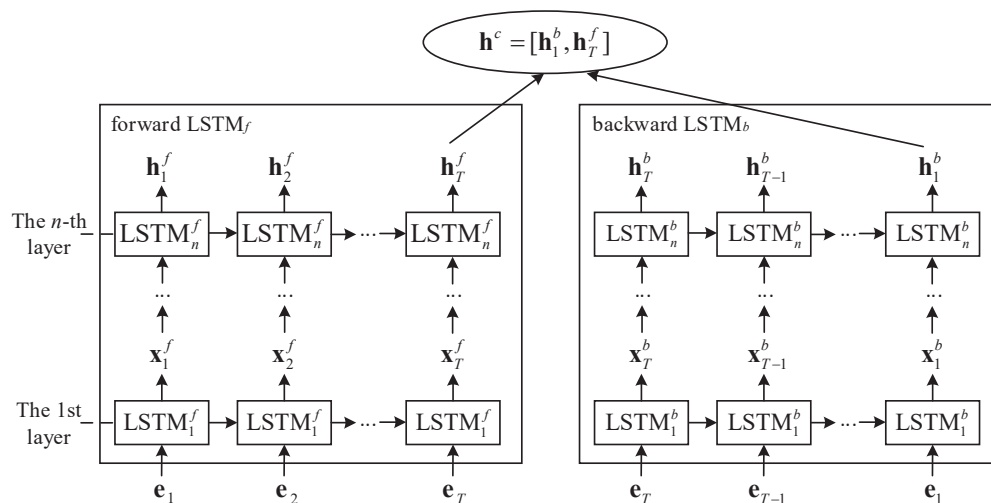 h^c = [h_1^b, h_T^f]
forward LSTM_f
backward LSTM_b
h_1^f h_2^f h_T^f h_T^b h_{T-1}^b h_1^b
The n-th
layer
LSTM_n^f LSTM_n^f ... LSTM_n^f LSTM_n^b LSTM_n^b ... LSTM_n^b
... ... ... ... ... ...
x_1^f x_2^f x_T^f x_T^b x_{T-1}^b x_1^b
The 1st
layer
LSTM_1^f LSTM_1^f ... LSTM_1^f LSTM_1^b LSTM_1^b ... LSTM_1^b
e_1 e_2 e_T e_T e_{T-1} e_1